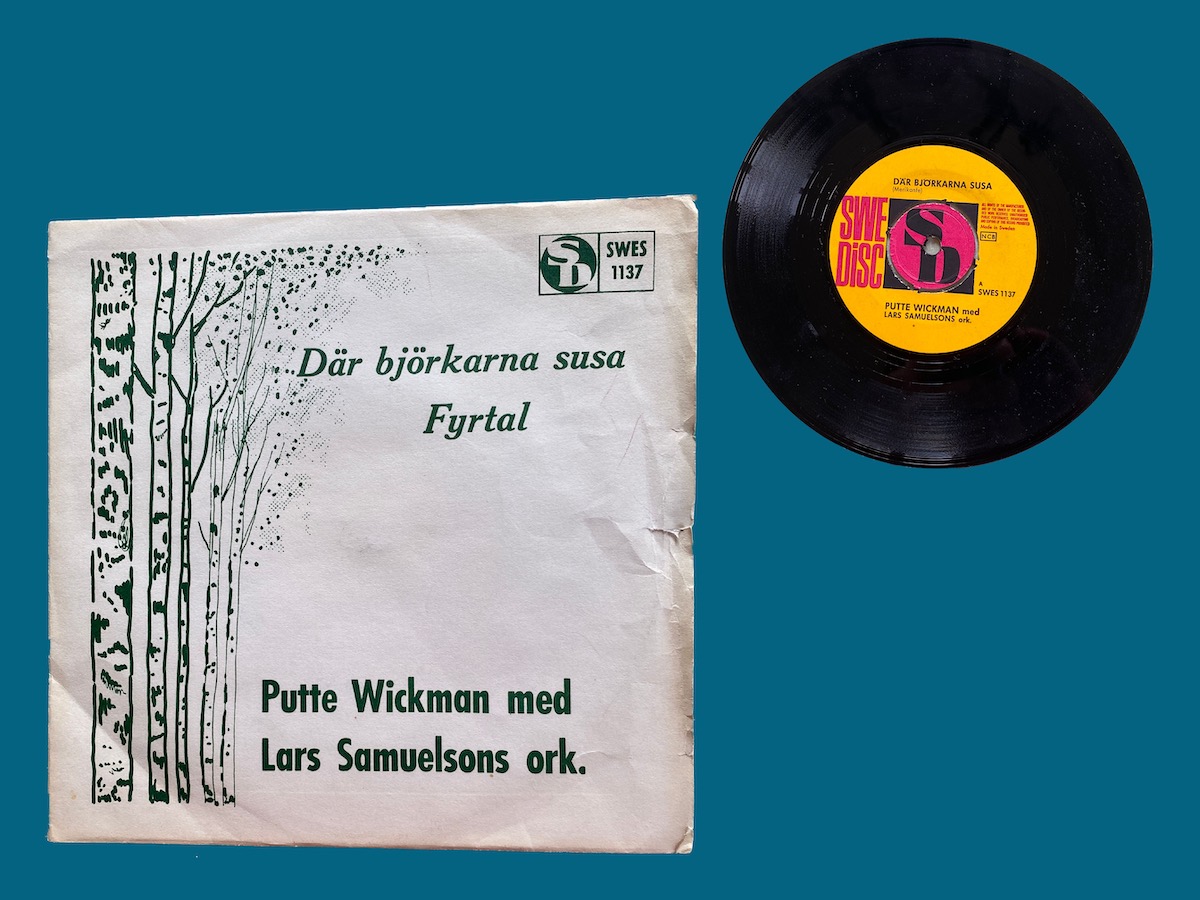 SD
SWES
1137
Där björkarna susa
Fyrtal
Putte Wickman med
Lars Samuelsons ork.
DÄR BJÖRKARNA SUSA
(Merikanto)
SWE
DISC
SD
Made in Sweden
NCB
A
SWES 1137
PUTTE WICKMAN med
LARS SAMUELSONS ork.